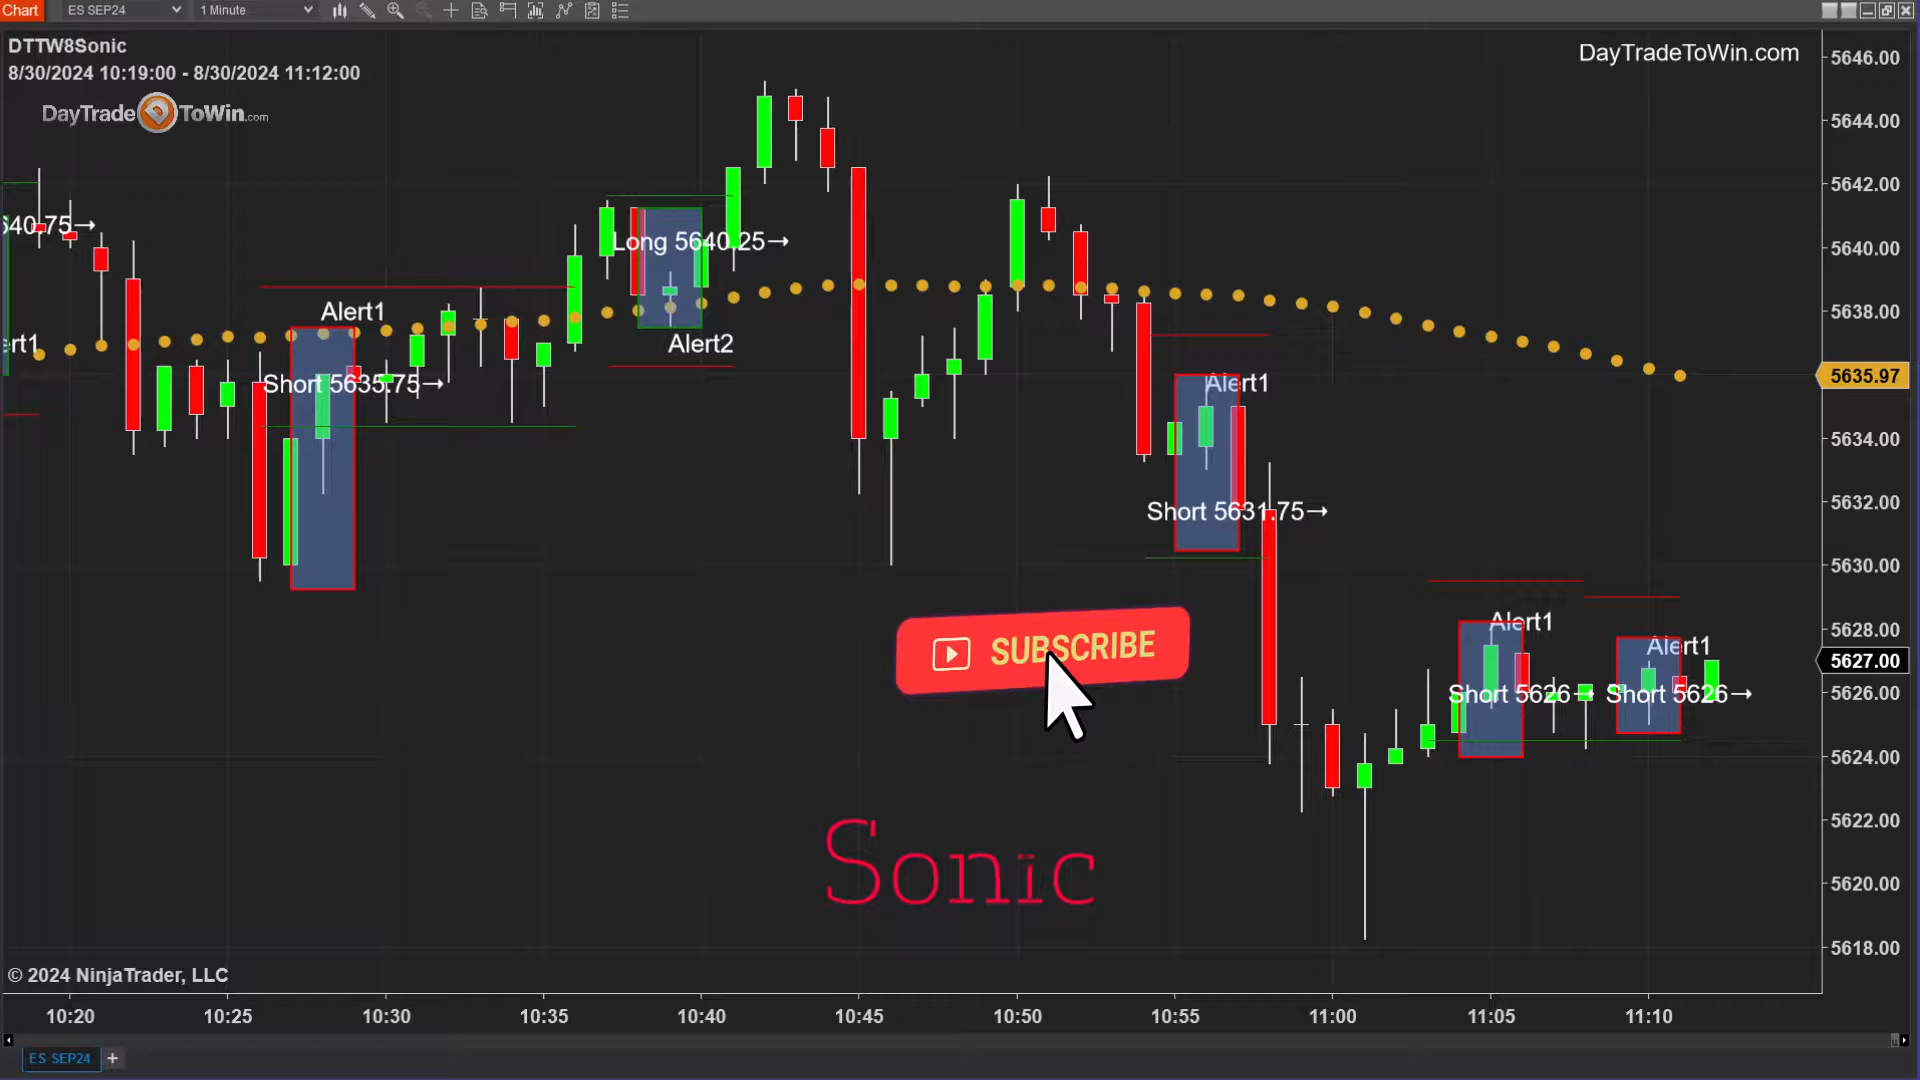 Chart ES SEP24 1 Minute
DTTW8Sonic
8/30/2024 10:19:00 - 8/30/2024 11:12:00
DayTradeToWin.com
DayTrade ToWin.com
5646.00
5644.00
5642.00
5640.00
5638.00
5635.97
5634.00
5632.00
5630.00
5628.00
5627.00
5626.00
5624.00
5622.00
5620.00
5618.00
640.75→
ert1
Alert1
Short 5635.75→
Long 5640.25→
Alert2
Alert1
Short 5631.75→
Alert1
Short 5626→
Alert1
Short 5626→
SUBSCRIBE
Sonic
© 2024 NinjaTrader, LLC
10:20 10:25 10:30 10:35 10:40 10:45 10:50 10:55 11:00 11:05 11:10
ES SEP24 +